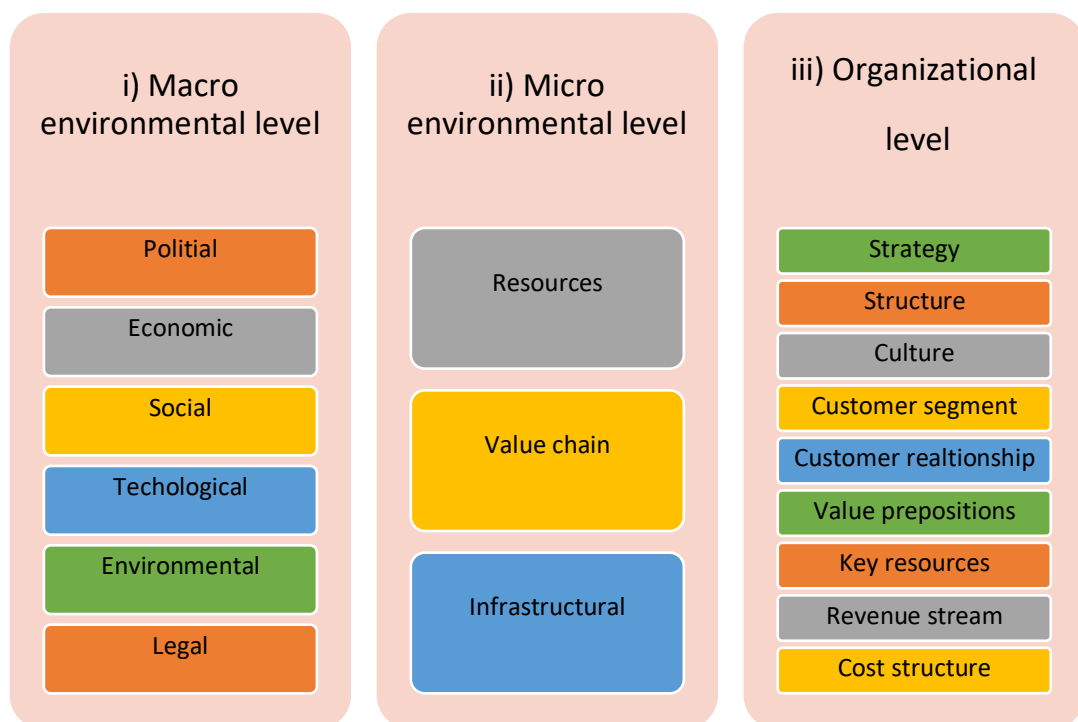 i) Macro
environmental level
Politial
Economic
Social
Techological
Environmental
Legal
ii) Micro
environmental level
Resources
Value chain
Infrastructural
iii) Organizational
level
Strategy
Structure
Culture
Customer segment
Customer realtionship
Value prepositions
Key resources
Revenue stream
Cost structure